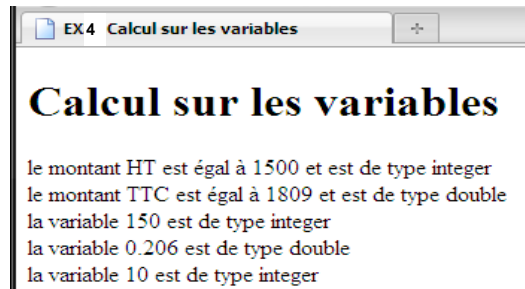 EX4 Calcul sur les variables
Calcul sur les variables
le montant HT est égal à 1500 et est de type integer
le montant TTC est égal à 1809 et est de type double
la variable 150 est de type integer
la variable 0.206 est de type double
la variable 10 est de type integer